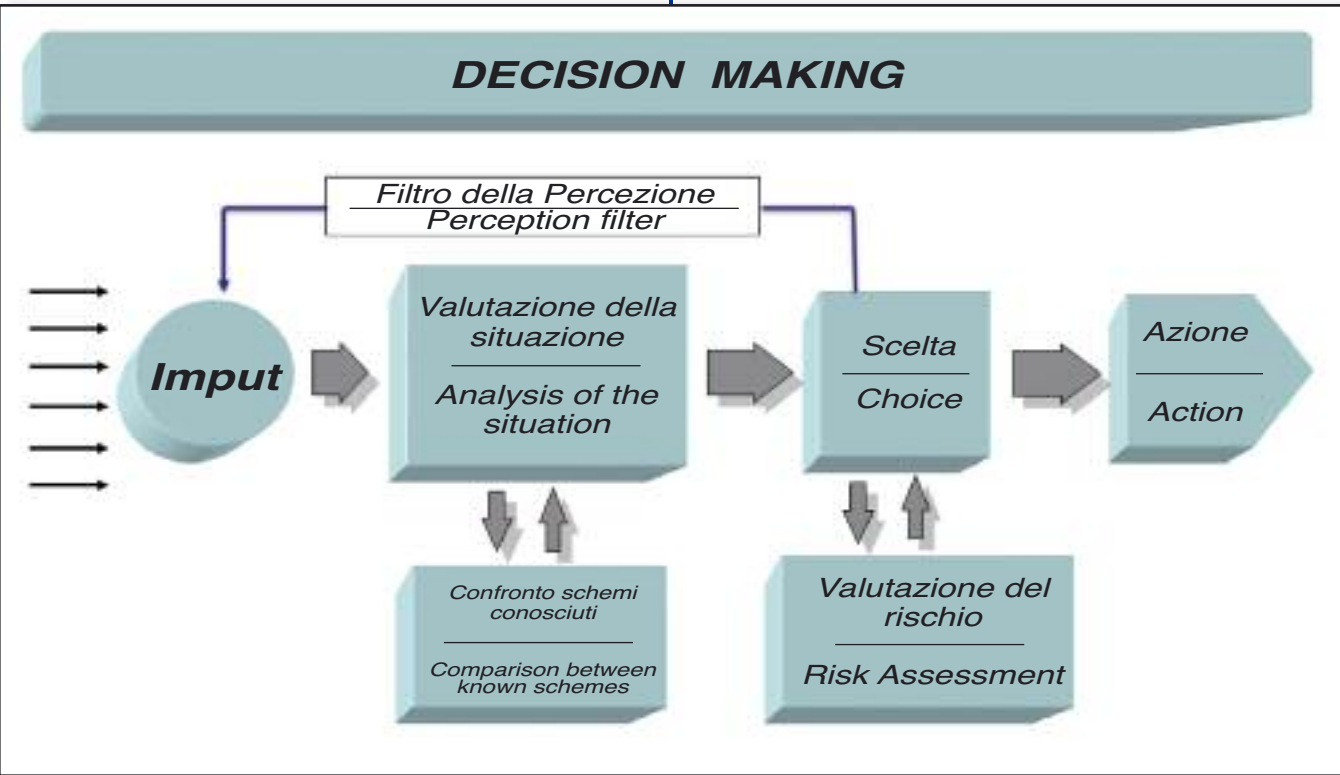 DECISION MAKING
Filtro della Percezione
Perception filter
Imput
Valutazione della
situazione
Analysis of the
situation
Scelta
Choice
Azione
Action
Confronto schemi
conosciuti
Comparison between
known schemes
Valutazione del
rischio
Risk Assessment